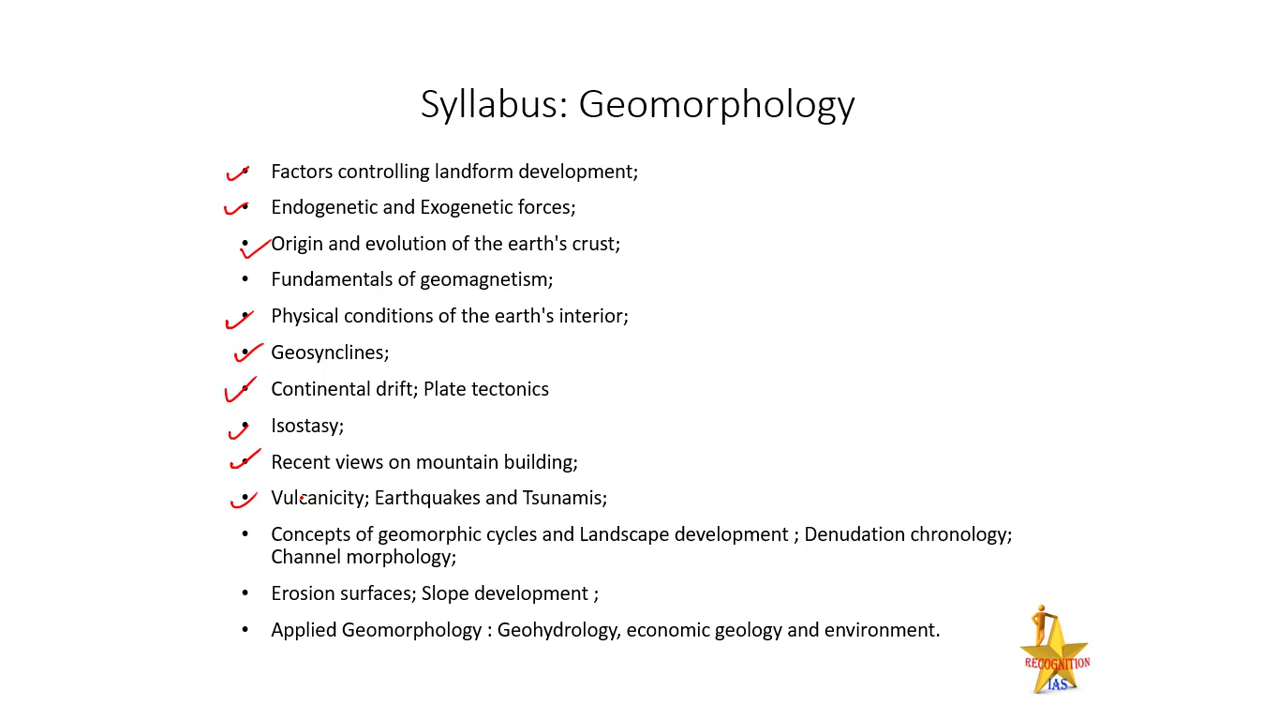 Syllabus: Geomorphology
• Factors controlling landform development;
• Endogenetic and Exogenetic forces;
• Origin and evolution of the earth's crust;
• Fundamentals of geomagnetism;
• Physical conditions of the earth's interior;
• Geosynclines;
• Continental drift; Plate tectonics
• Isostasy;
• Recent views on mountain building;
• Vulcanicity; Earthquakes and Tsunamis;
• Concepts of geomorphic cycles and Landscape development ; Denudation chronology;
Channel morphology;
• Erosion surfaces; Slope development ;
• Applied Geomorphology : Geohydrology, economic geology and environment.
RECOGNITION
IAS